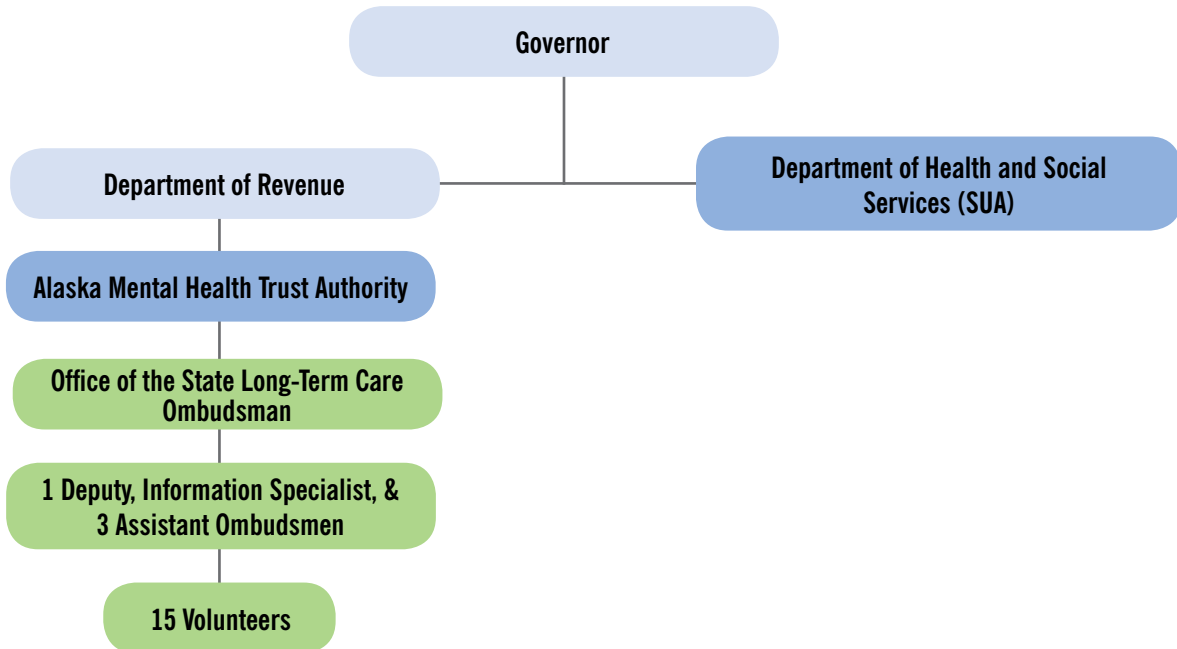 Governor
Department of Revenue
Department of Health and Social
Services (SUA)
Alaska Mental Health Trust Authority
Office of the State Long-Term Care
Ombudsman
1 Deputy, Information Specialist, &
3 Assistant Ombudsmen
15 Volunteers